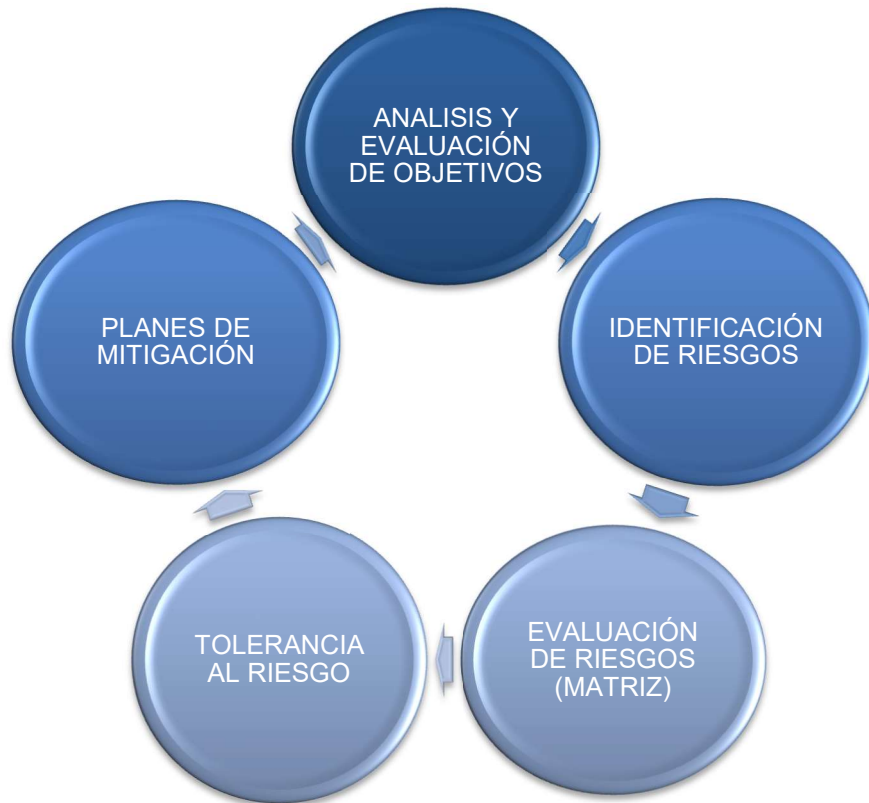 ANALISIS Y
EVALUACIÓN
DE OBJETIVOS
IDENTIFICACIÓN
DE RIESGOS
EVALUACIÓN
DE RIESGOS
(MATRIZ)
TOLERANCIA
AL RIESGO
PLANES DE
MITIGACIÓN